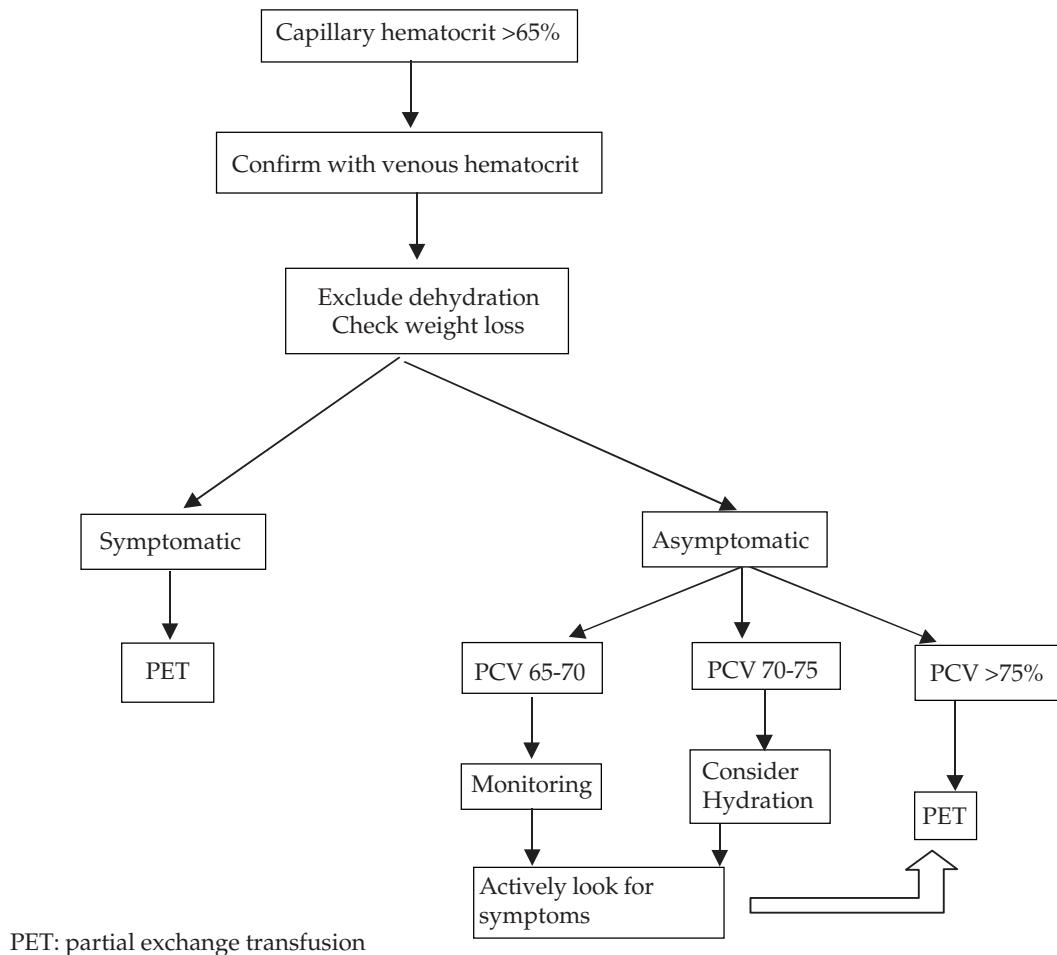 Capillary hematocrit >65%
Confirm with venous hematocrit
Exclude dehydration
Check weight loss
Symptomatic
Asymptomatic
PET
PCV 65-70
PCV 70-75
PCV >75%
Monitoring
Consider
Hydration
PET
Actively look for
symptoms
PET: partial exchange transfusion